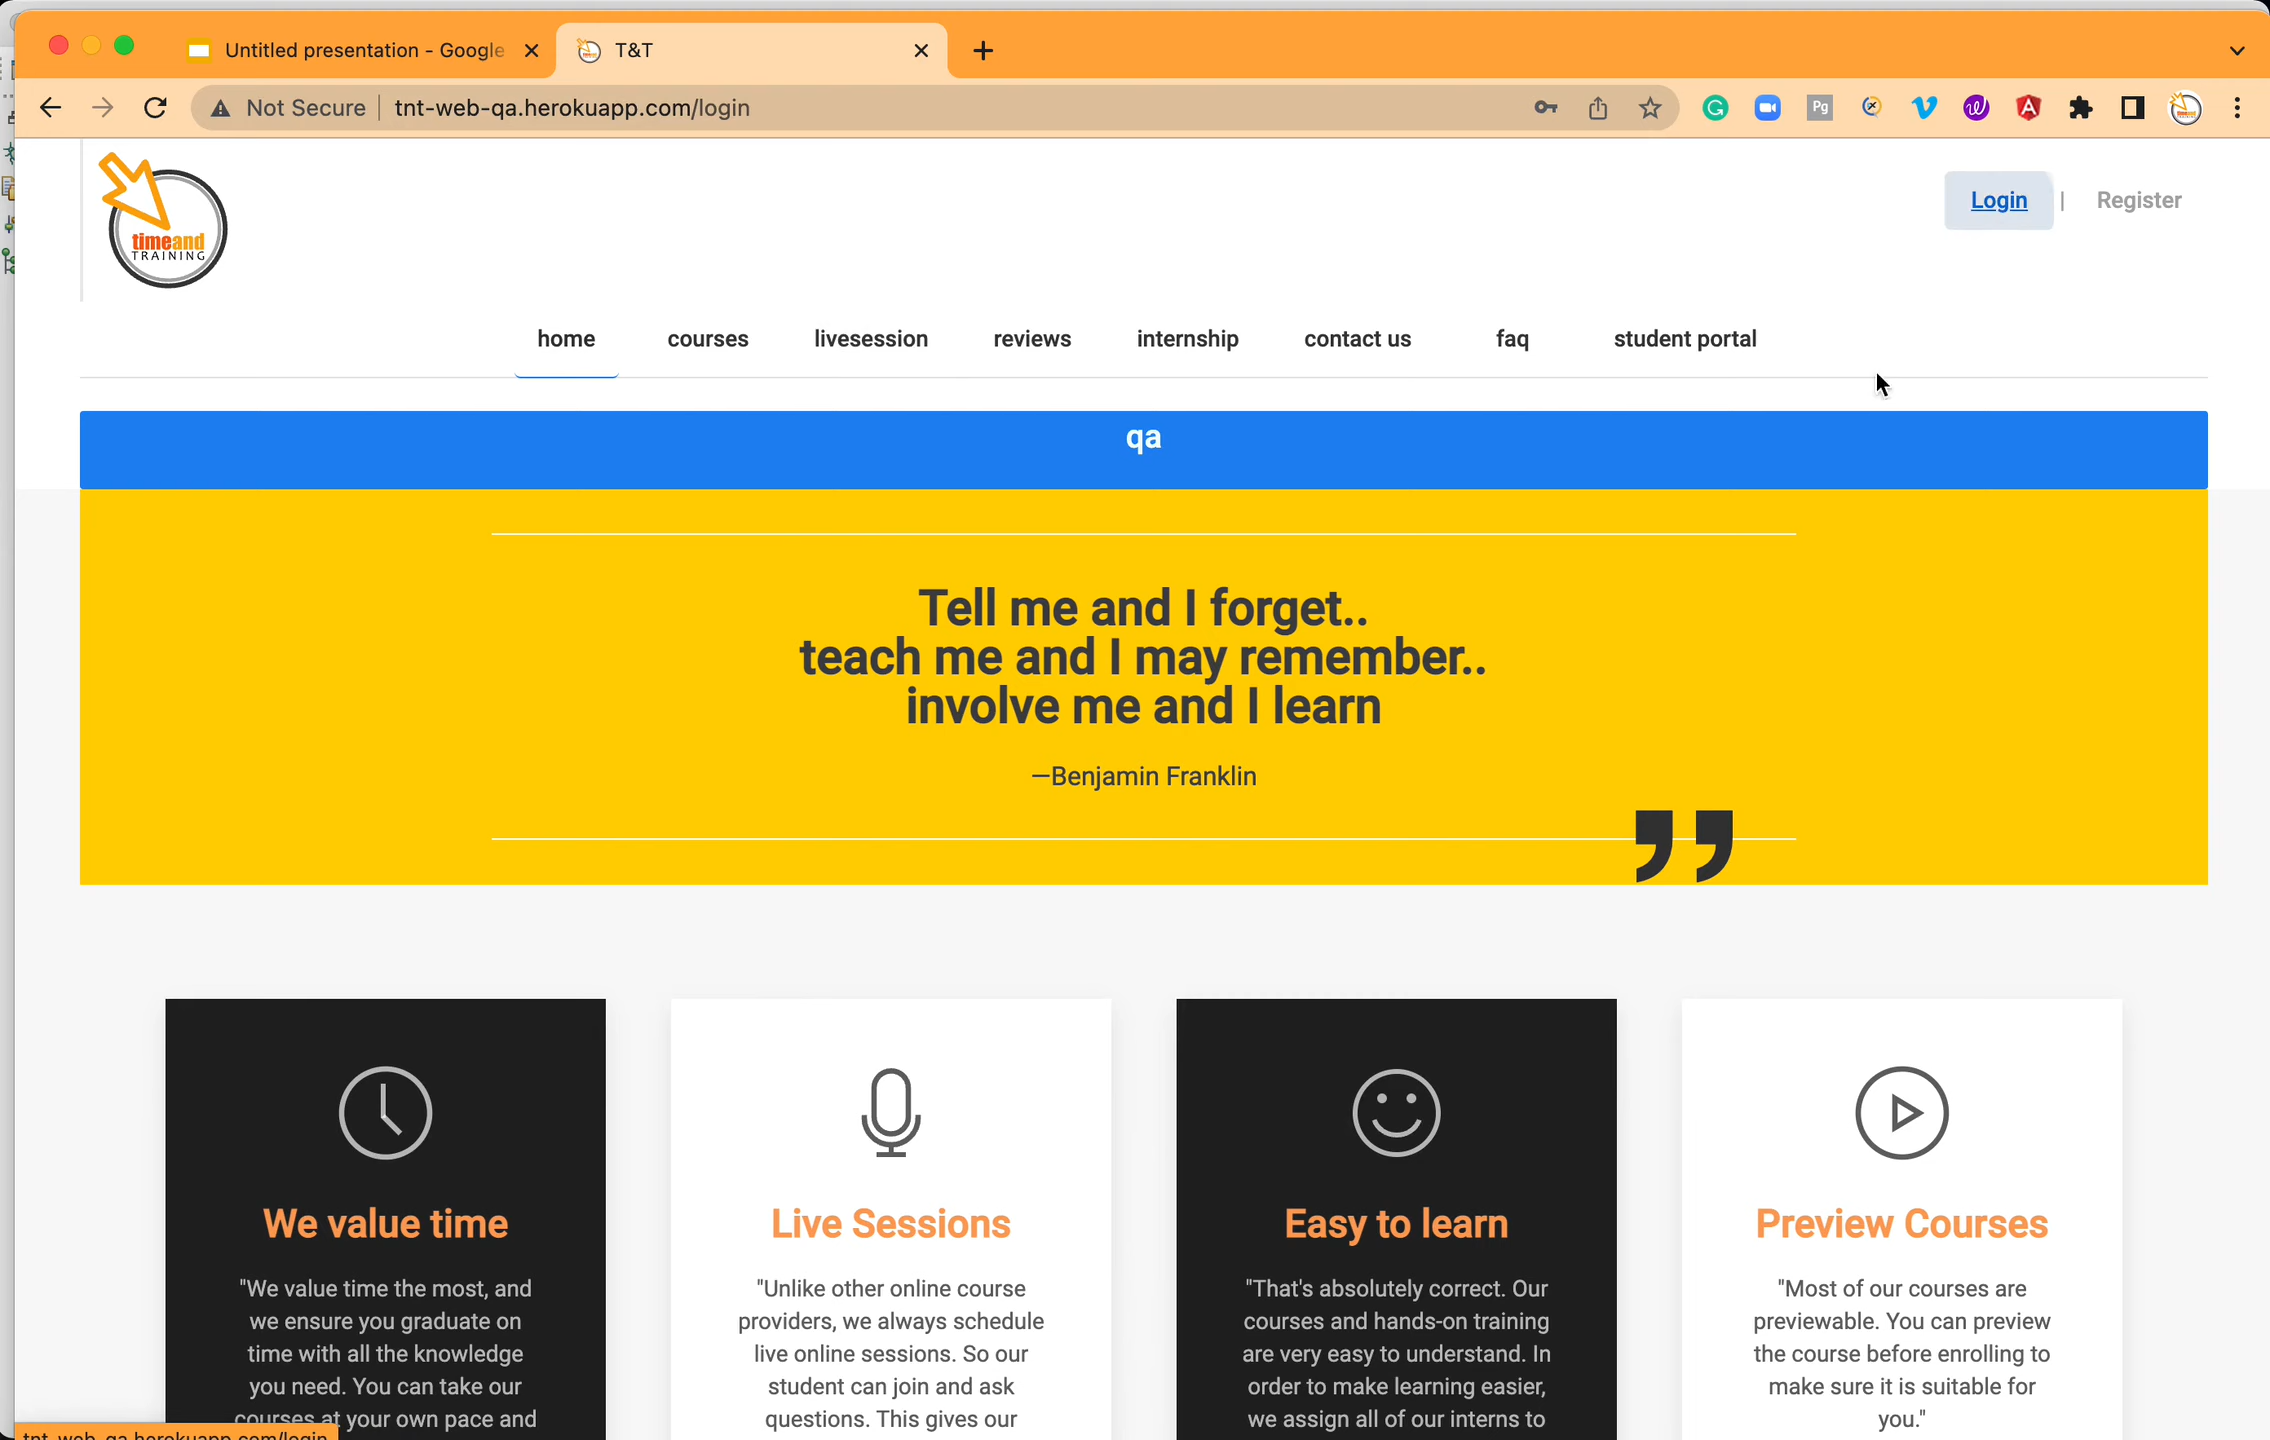 Untitled presentation - Google
T&T
Not Secure
tnt-web-qa.herokuapp.com/login
Pg
timeand
TRAINING
Login | Register
home courses livesession reviews internship contact us faq student portal
qa
Tell me and I forget..
teach me and I may remember..
involve me and I learn
—Benjamin Franklin
”
We value time
"We value time the most, and
we ensure you graduate on
time with all the knowledge
you need. You can take our
courses at your own pace and
Live Sessions
"Unlike other online course
providers, we always schedule
live online sessions. So our
student can join and ask
questions. This gives our
Easy to learn
"That's absolutely correct. Our
courses and hands-on training
are very easy to understand. In
order to make learning easier,
we assign all of our interns to
Preview Courses
"Most of our courses are
previewable. You can preview
the course before enrolling to
make sure it is suitable for
you."
tnt-web-qa.herokuapp.com/login